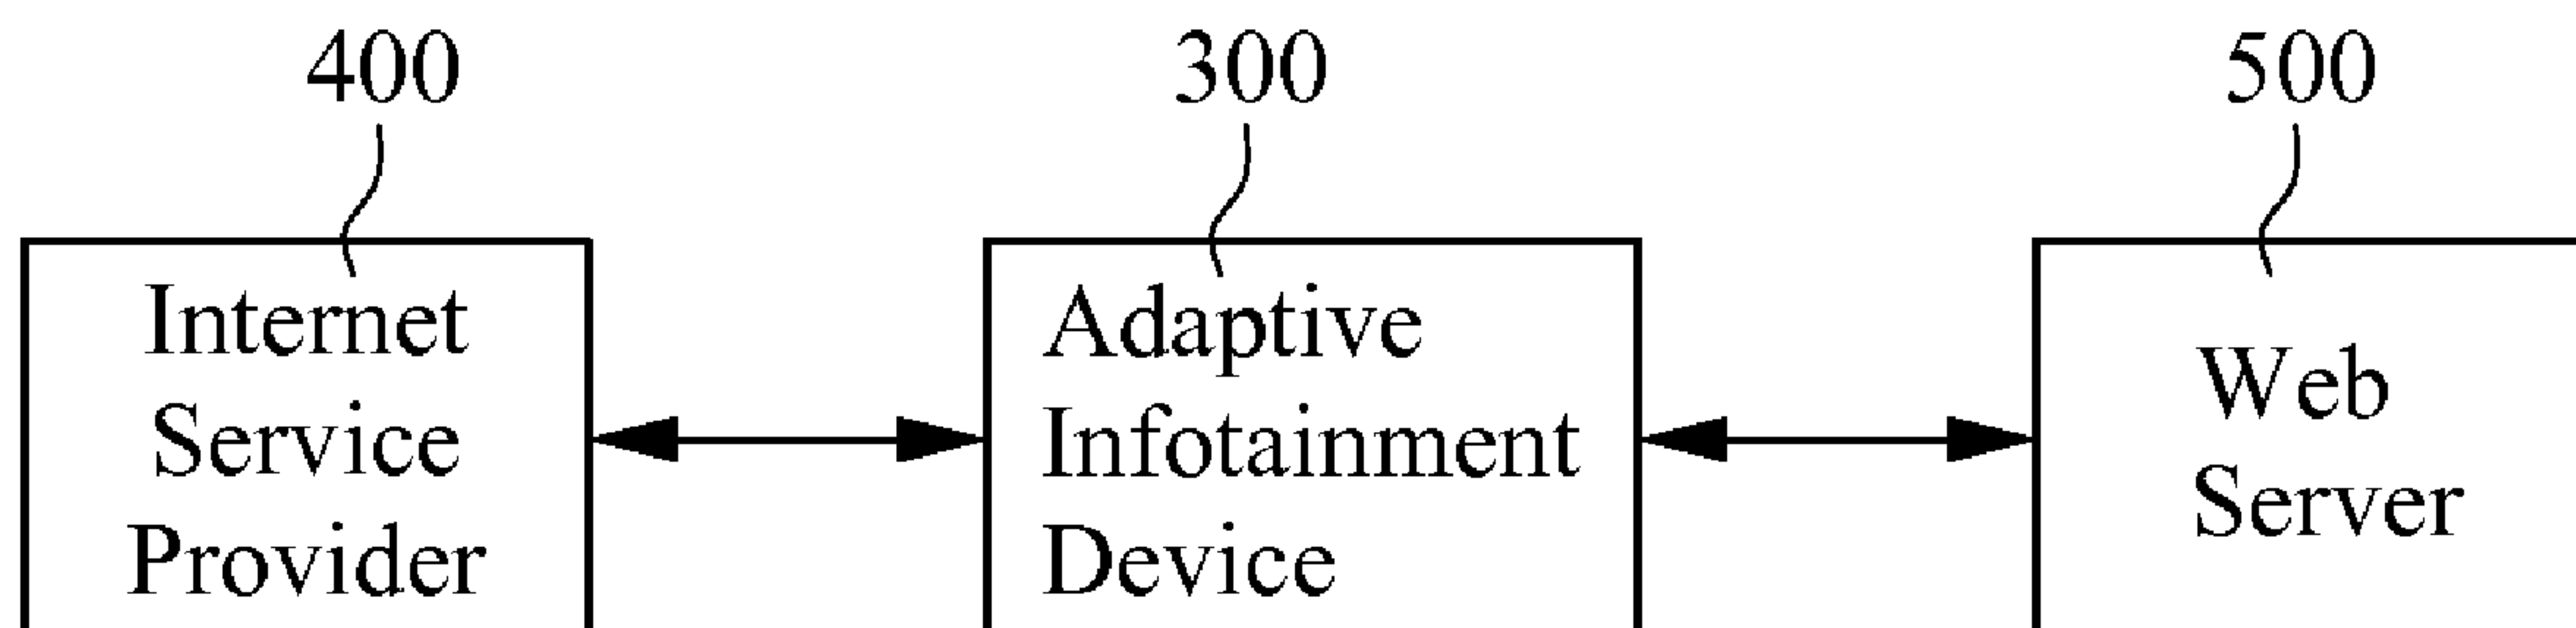 400
300
500
Internet
Service
Provider
Adaptive
Infotainment
Device
Web
Server